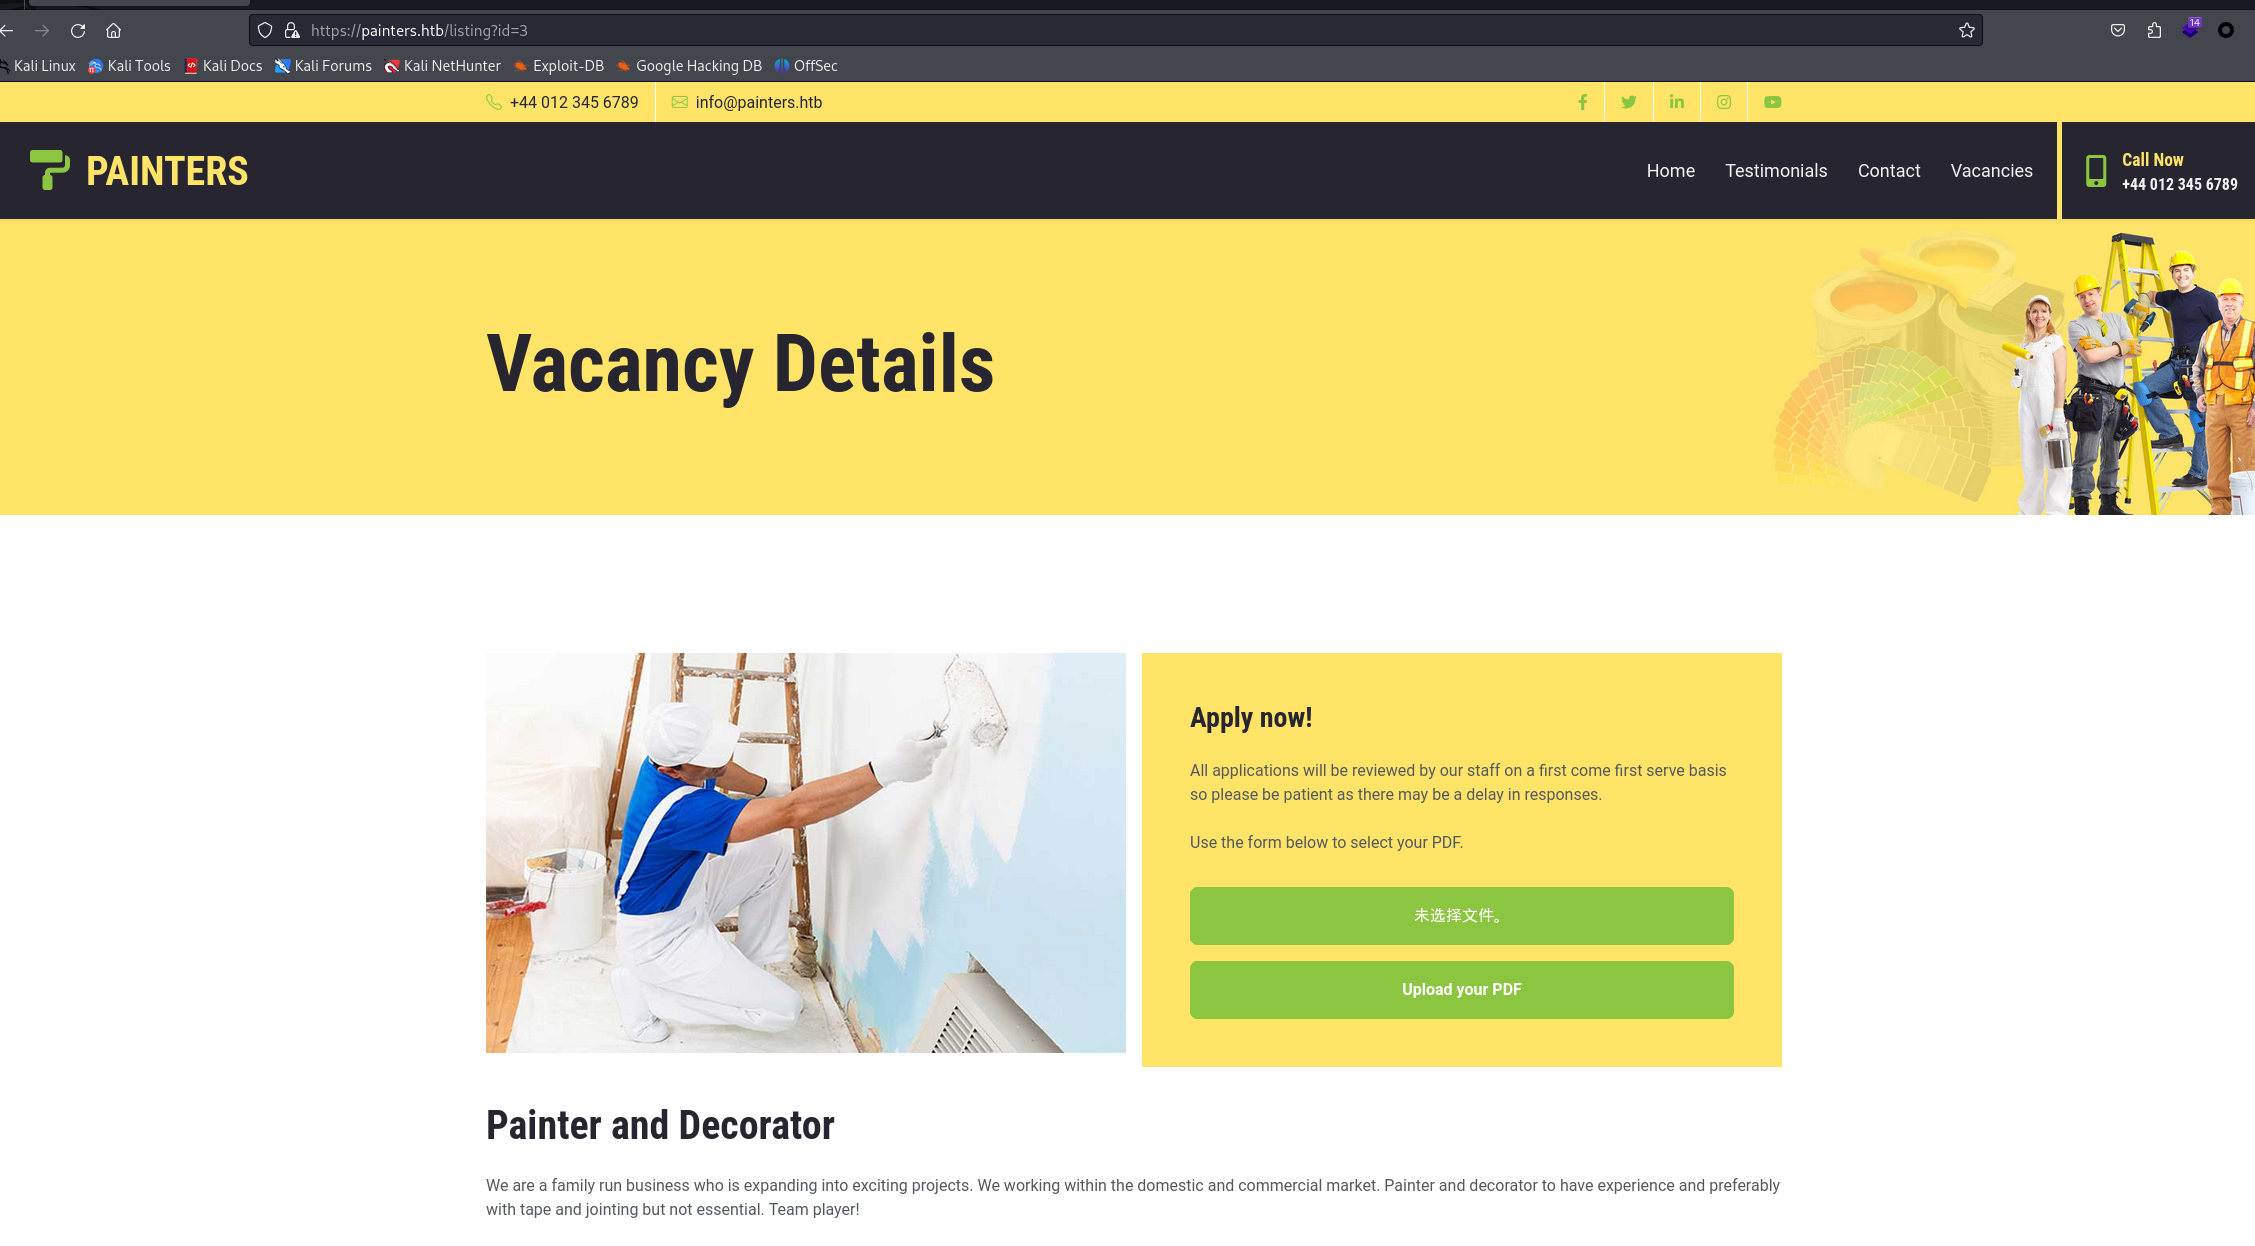 https://painters.htb/listing?id=3
14
Kali Linux Kali Tools Kali Docs Kali Forums Kali NetHunter Exploit-DB Google Hacking DB OffSec
+44 012 345 6789 info@painters.htb
PAINTERS
Home Testimonials Contact Vacancies
Call Now
+44 012 345 6789
Vacancy Details
Apply now!
All applications will be reviewed by our staff on a first come first serve basis
so please be patient as there may be a delay in responses.
Use the form below to select your PDF.
未选择文件。
Upload your PDF
Painter and Decorator
We are a family run business who is expanding into exciting projects. We working within the domestic and commercial market. Painter and decorator to have experience and preferably
with tape and jointing but not essential. Team player!